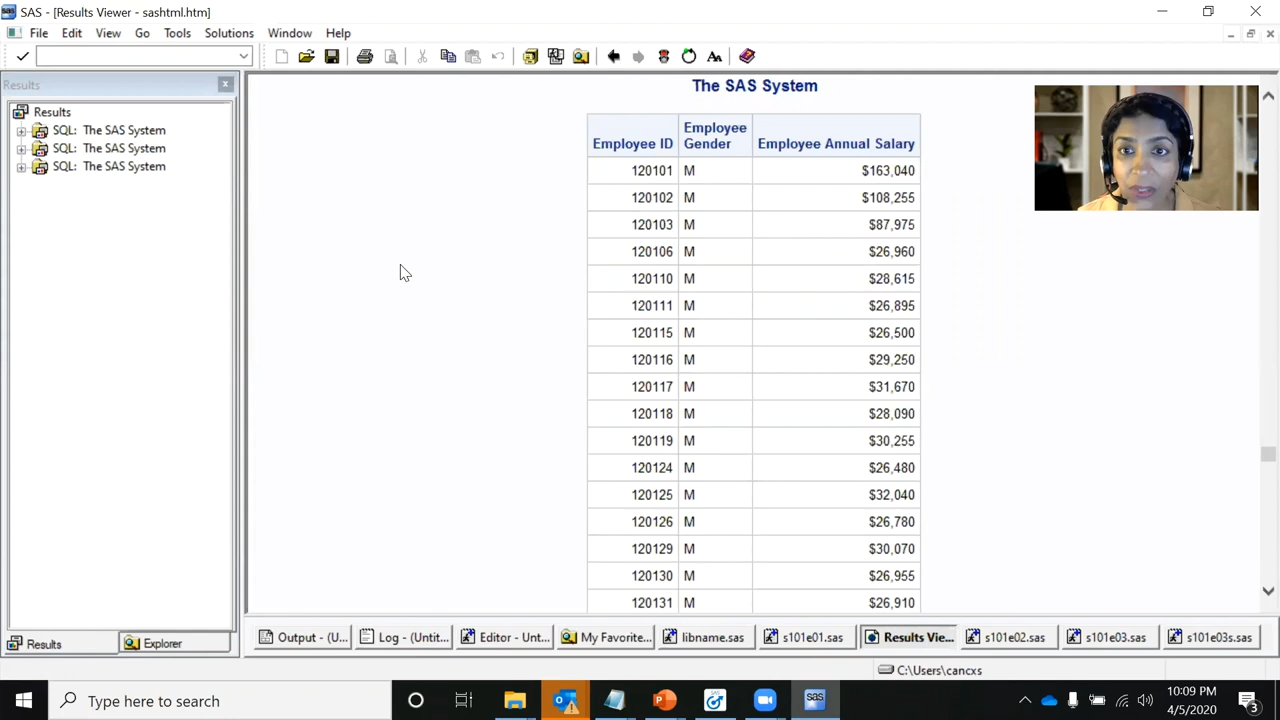 SAS - [Results Viewer - sashtml.htm]
File Edit View Go Tools Solutions Window Help
Results
Results
SQL: The SAS System
SQL: The SAS System
SQL: The SAS System
The SAS System
Employee ID Employee Gender Employee Annual Salary
120101 M $163,040
120102 M $108,255
120103 M $87,975
120106 M $26,960
120110 M $28,615
120111 M $26,895
120115 M $26,500
120116 M $29,250
120117 M $31,670
120118 M $28,090
120119 M $30,255
120124 M $26,480
120125 M $32,040
120126 M $26,780
120129 M $30,070
120130 M $26,955
120131 M $26,910
Results Explorer
Output - (U... Log - (Untit... Editor - Unt... My Favorite... libname.sas s101e01.sas Results Vie... s101e02.sas s101e03.sas s101e03s.sas
C:\Users\cancxs
Type here to search
10:09 PM
4/5/2020
3